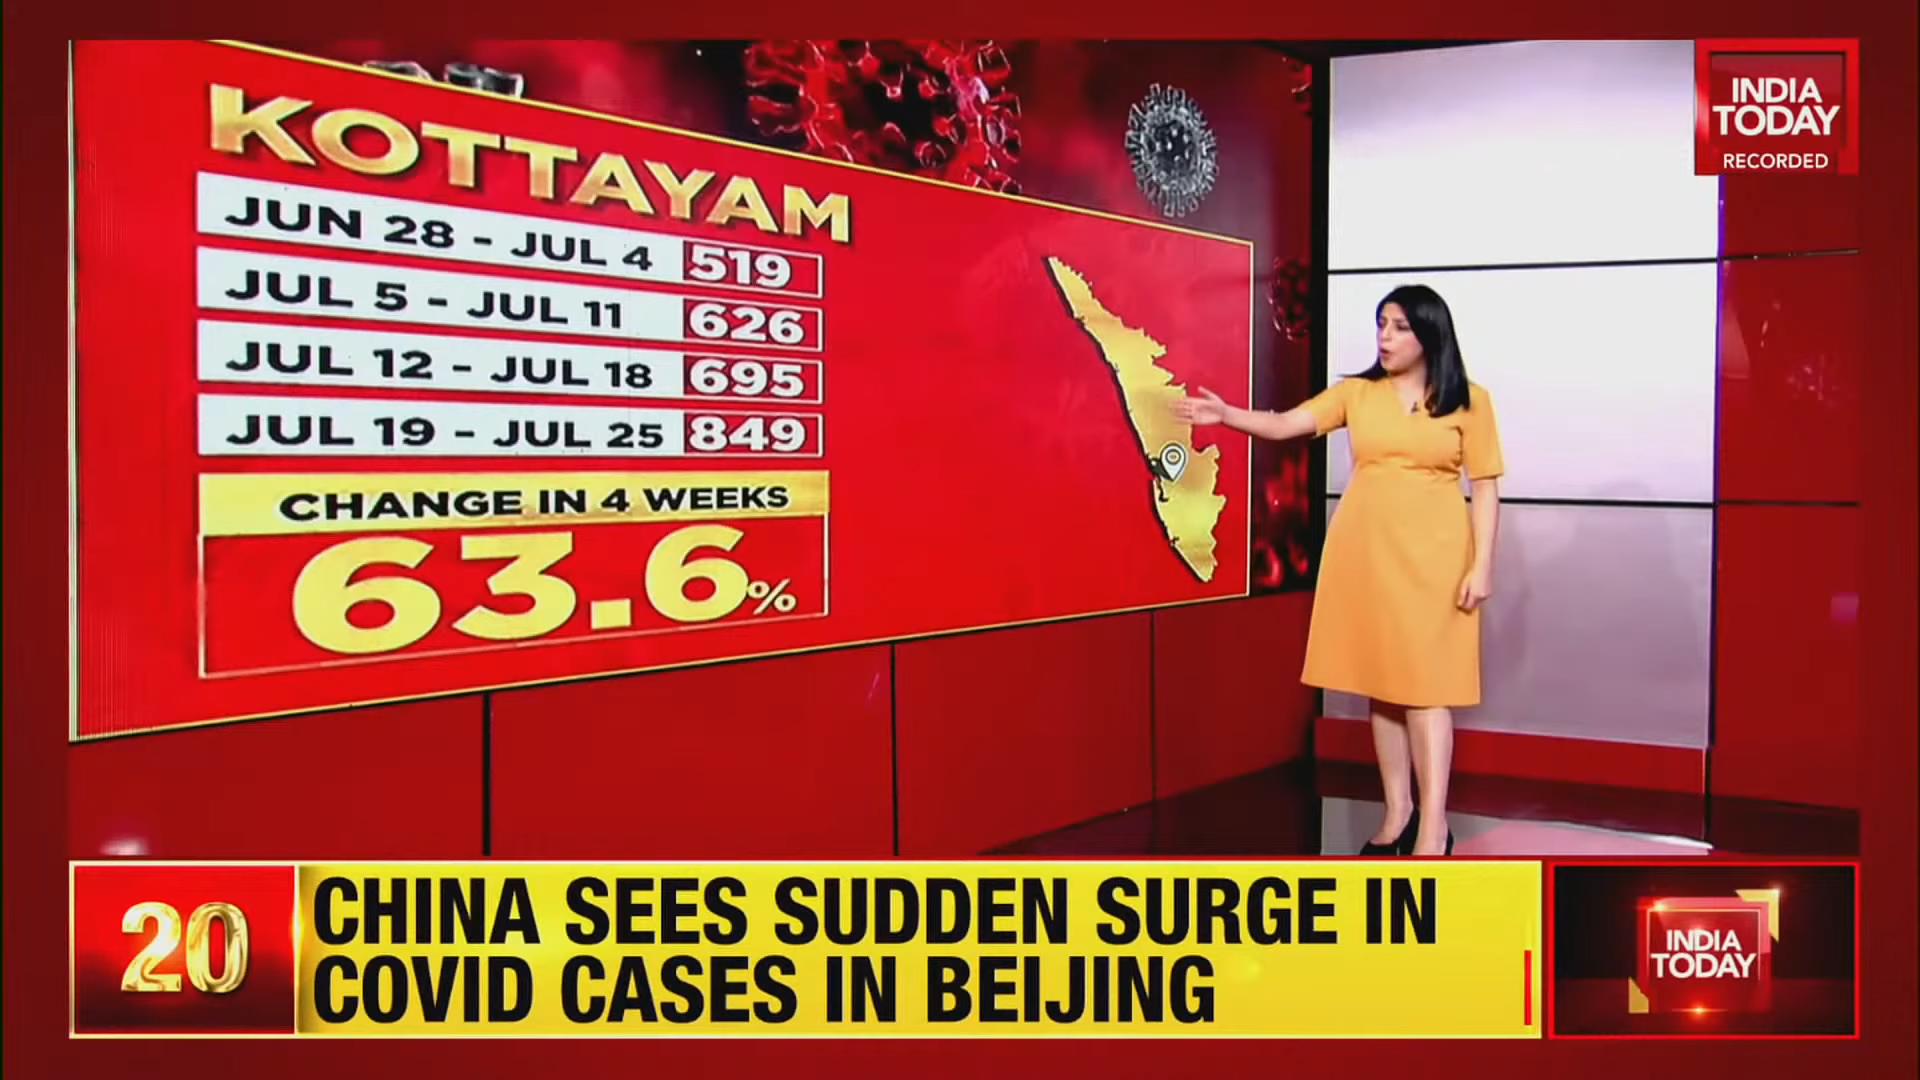 KOTTAYAM
JUN 28 - JUL 4 519
JUL 5 - JUL 11 626
JUL 12 - JUL 18 695
JUL 19 - JUL 25 849
CHANGE IN 4 WEEKS
63.6%
INDIA
TODAY
RECORDED
20
CHINA SEES SUDDEN SURGE IN
COVID CASES IN BEIJING
INDIA
TODAY